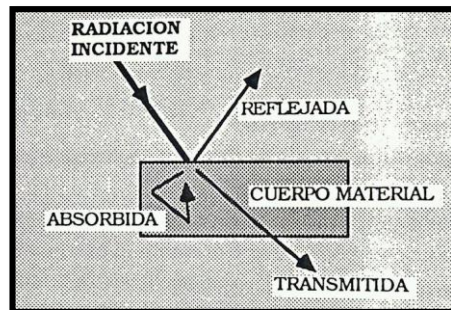 RADIACION
INCIDENTE
REFLEJADA
CUERPO MATERIAL
ABSORBIDA
TRANSMITIDA